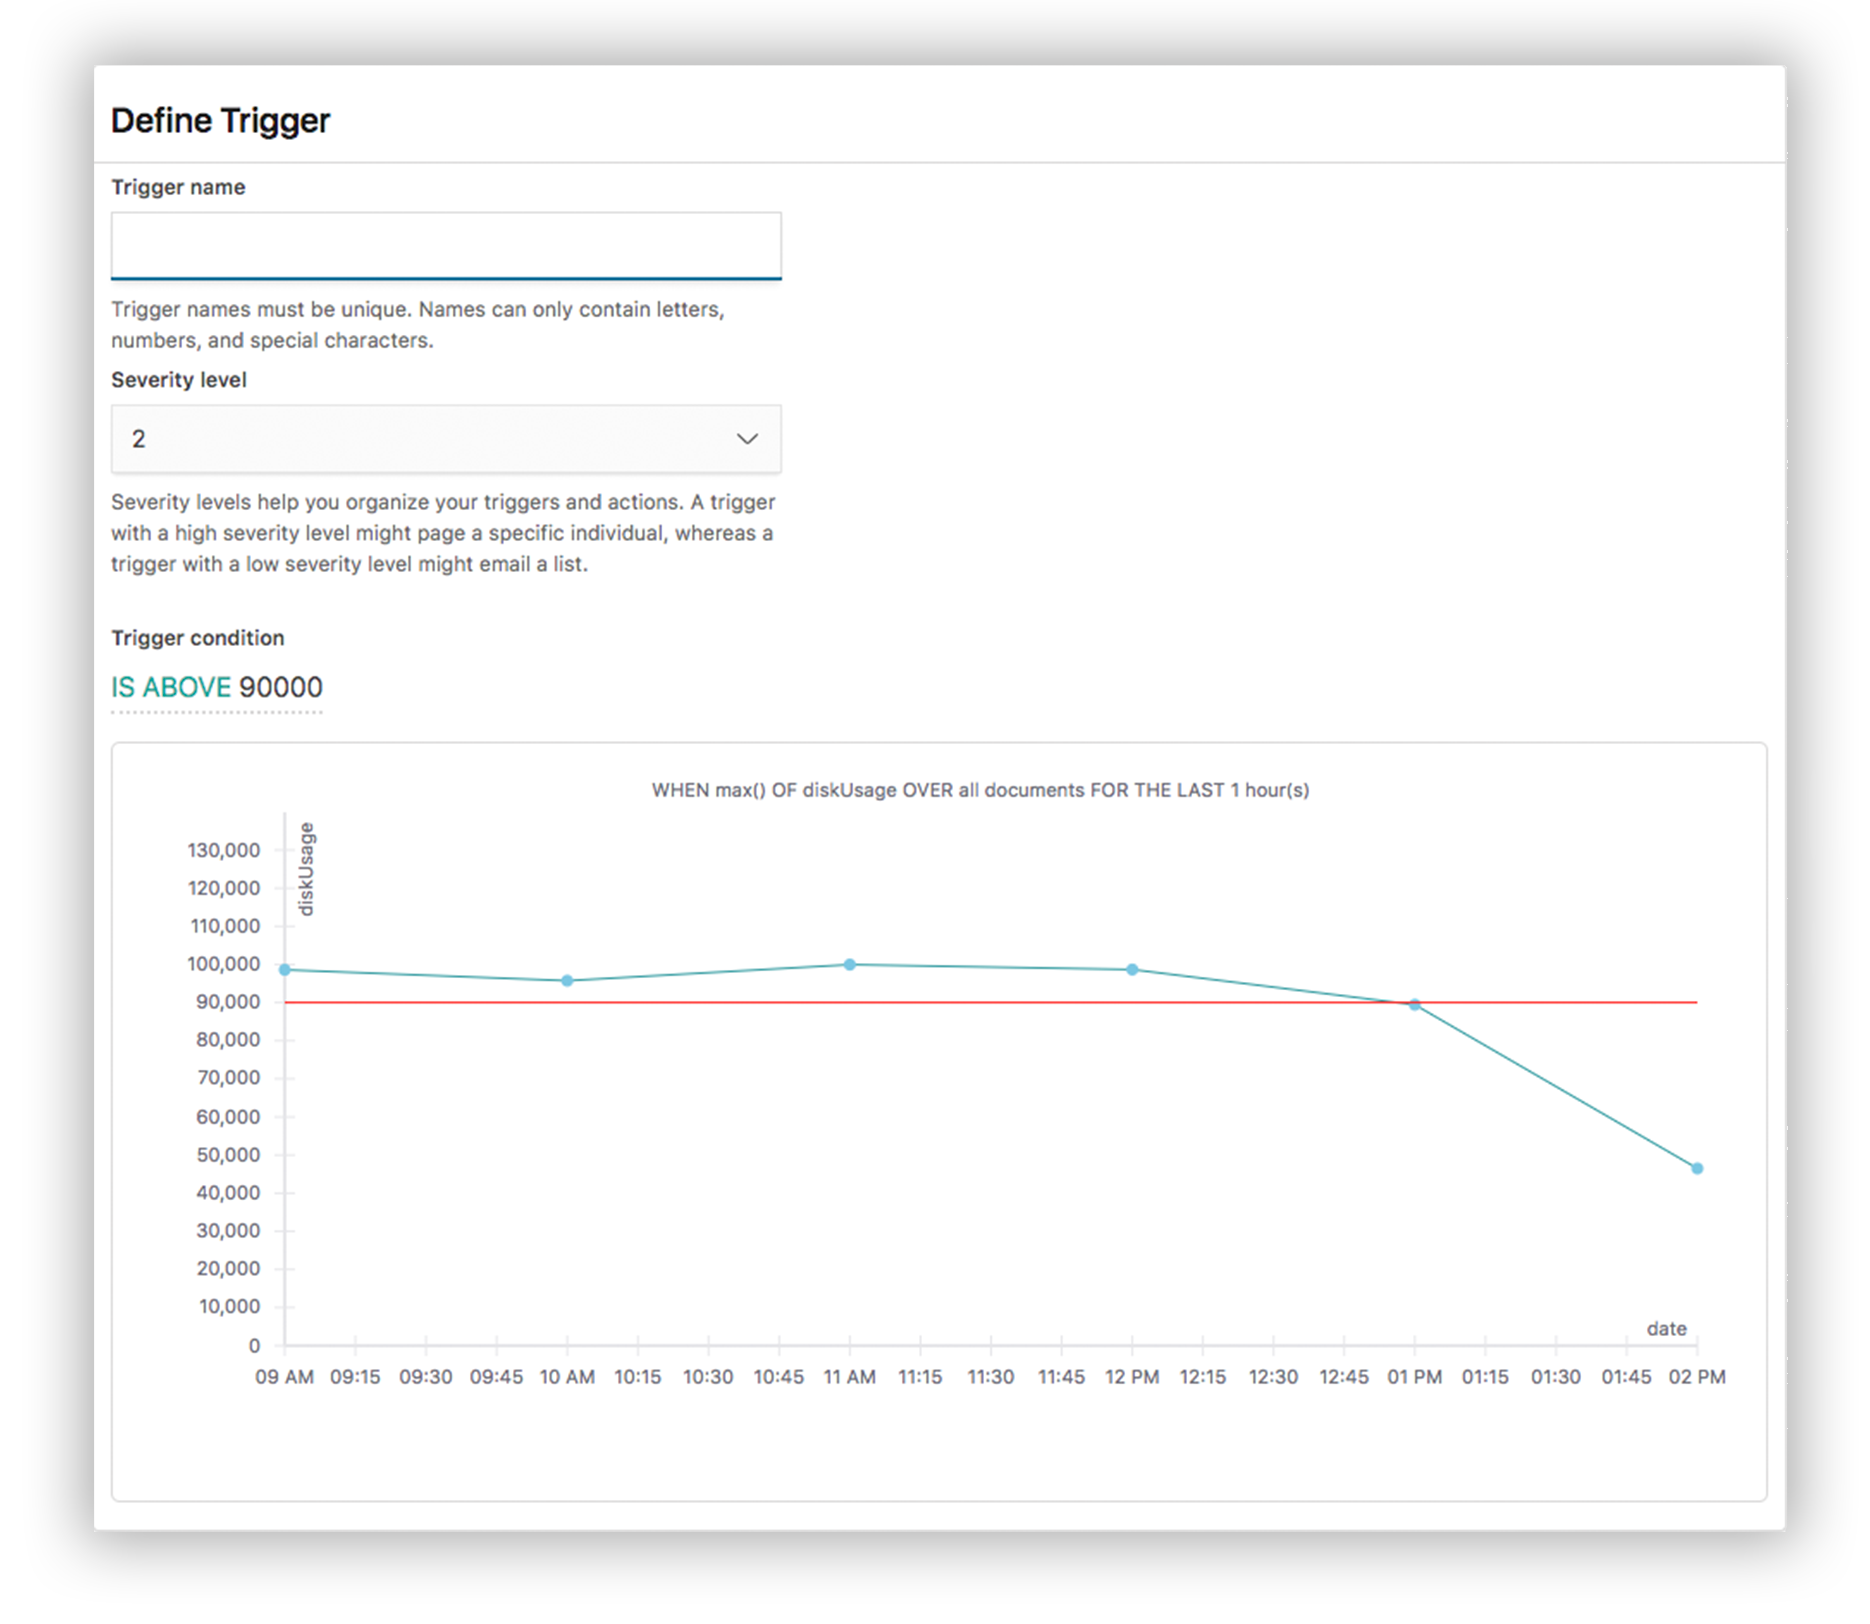 Define Trigger
Trigger name
Trigger names must be unique. Names can only contain letters,
numbers, and special characters.
Severity level
2
Severity levels help you organize your triggers and actions. A trigger
with a high severity level might page a specific individual, whereas a
trigger with a low severity level might email a list.
Trigger condition
IS ABOVE 90000
WHEN max() OF diskUsage OVER all documents FOR THE LAST 1 hour(s)
diskUsage
130,000
120,000
110,000
100,000
90,000
80,000
70,000
60,000
50,000
40,000
30,000
20,000
10,000
0
date
09 AM 09:15 09:30 09:45 10 AM 10:15 10:30 10:45 11 AM 11:15 11:30 11:45 12 PM 12:15 12:30 12:45 01 PM 01:15 01:30 01:45 02 PM